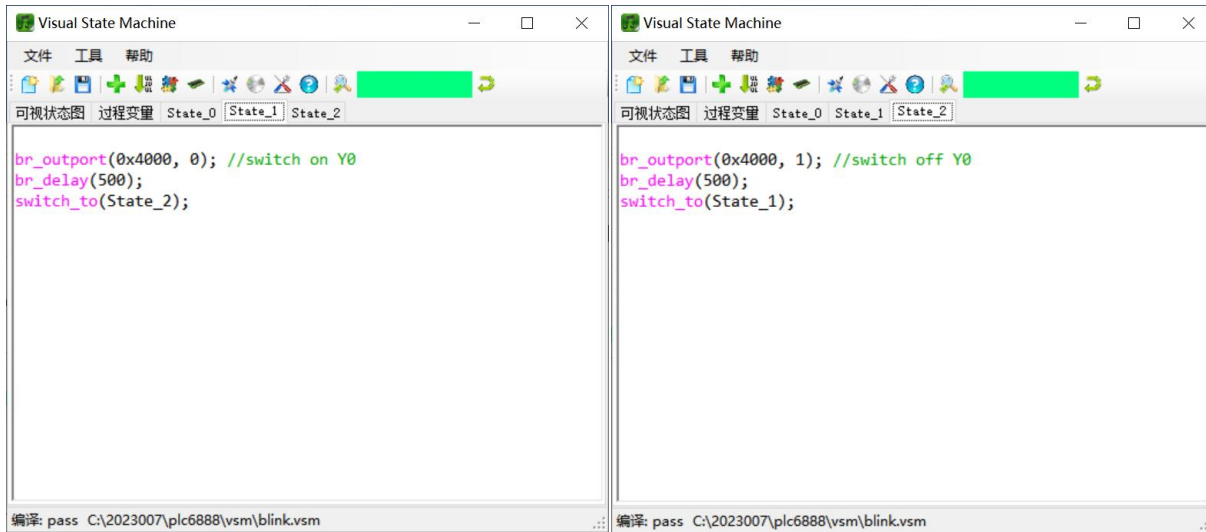 Visual State Machine
文件 工具 帮助
可视状态图 过程变量 State_0 State_1 State_2
br_outport(0x4000, 0); //switch on Y0
br_delay(500);
switch_to(State_2);
编译: pass C:\2023007\plc6888\vsm\blink.vsm
Visual State Machine
文件 工具 帮助
可视状态图 过程变量 State_0 State_1 State_2
br_outport(0x4000, 1); //switch off Y0
br_delay(500);
switch_to(State_1);
编译: pass C:\2023007\plc6888\vsm\blink.vsm